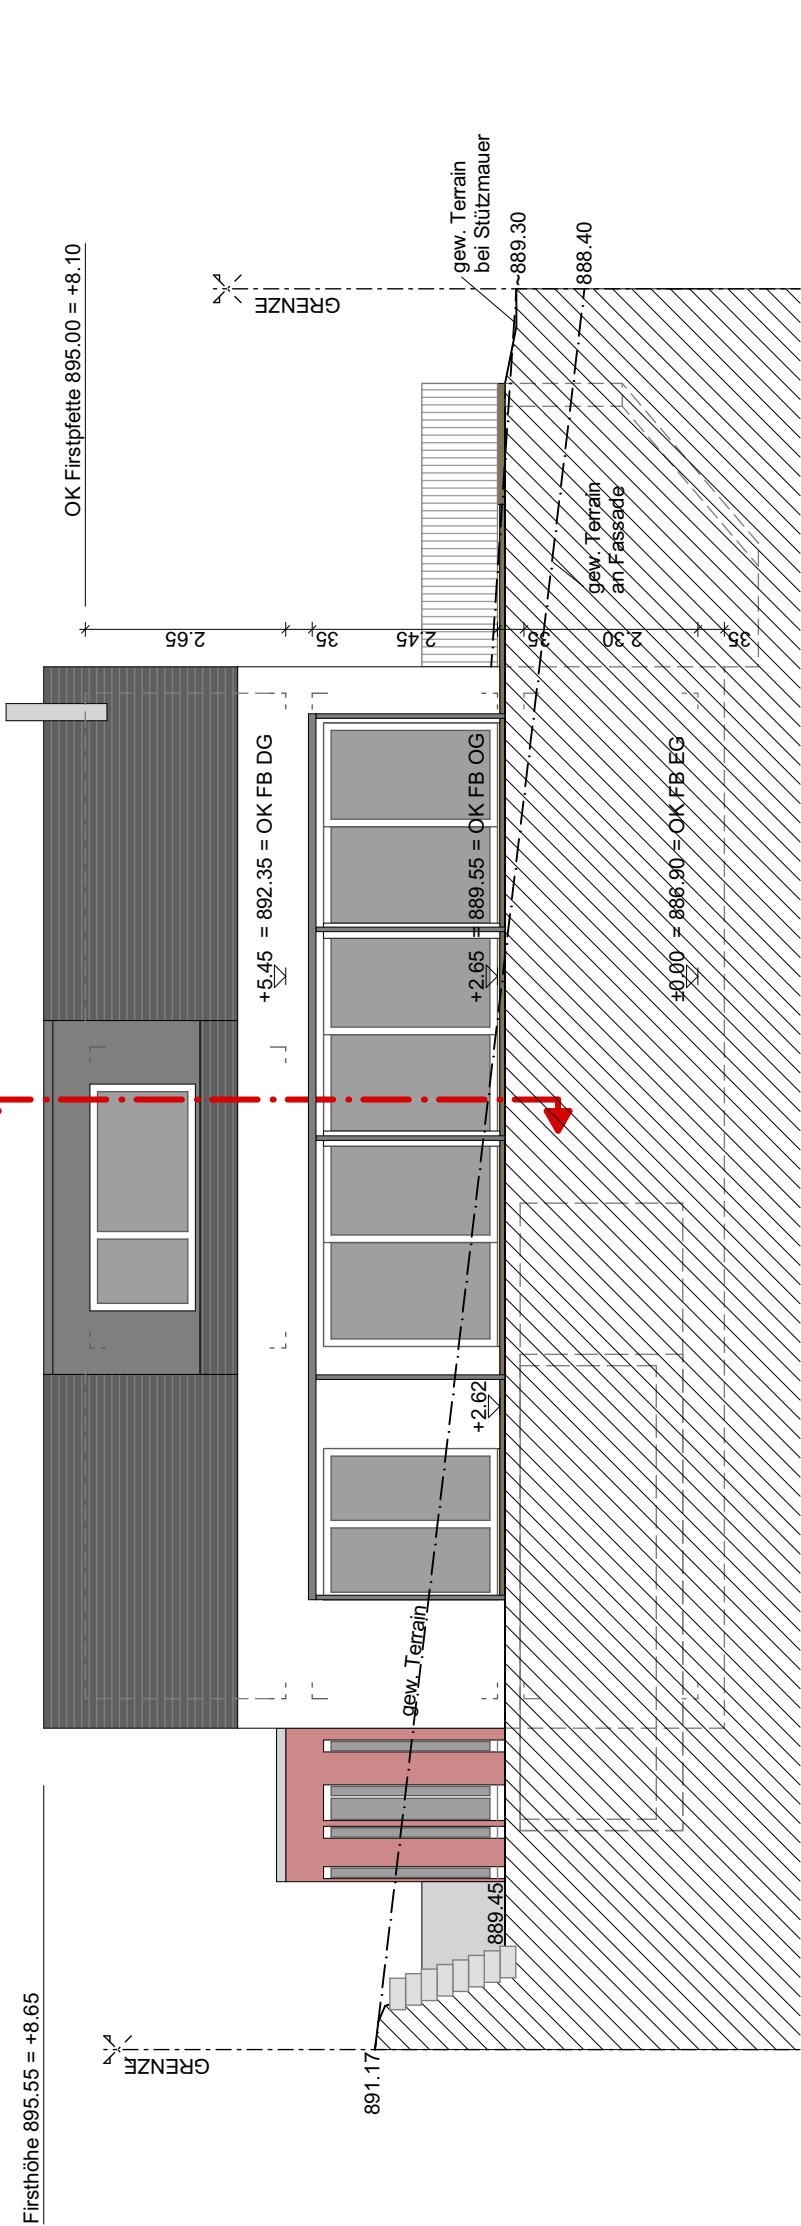 Firsthöhe 895.55 = +8.65
OK Firstpfette 895.00 = +8.10
GRENZE
GRENZE
gew. Terrain
bei Stützmauer
~889.30
888.40
gew. Terrain
an Fassade
2.65
35
2.45
35
2.30
35
+5.45 = 892.35 = OK FB DG
+2.65 = 889.55 = OK FB OG
±0.00 = 886.90 = OK FB EG
+2.62
gew. Terrain
889.45
891.17